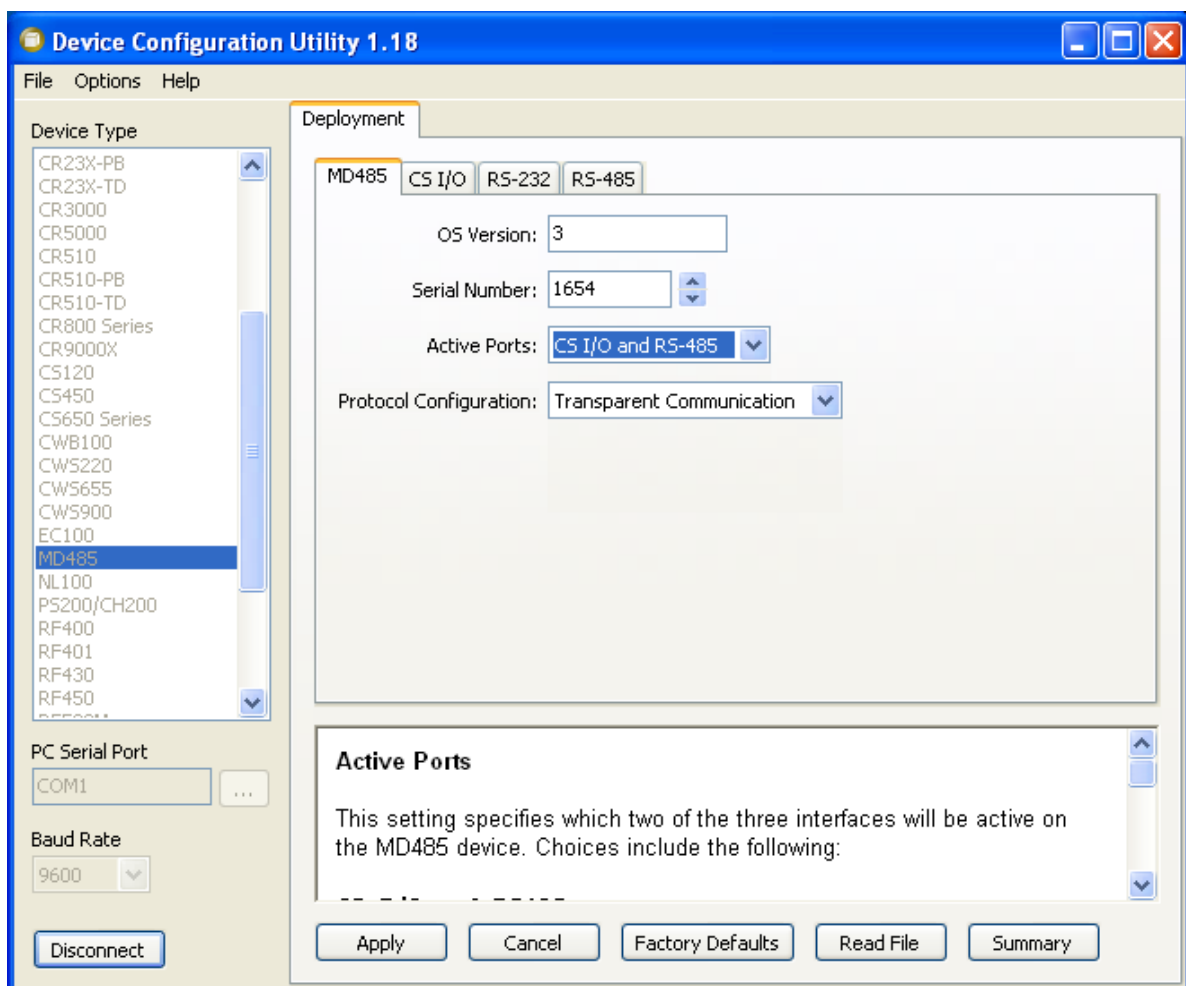 Device Configuration Utility 1.18
File Options Help
Device Type
CR23X-PB
CR23X-TD
CR3000
CR5000
CR510
CR510-PB
CR510-TD
CR800 Series
CR9000X
CS120
CS450
CS650 Series
CWB100
CWS220
CWS655
CWS900
EC100
MD485
NL100
PS200/CH200
RF400
RF401
RF430
RF450
PC Serial Port
COM1
...
Baud Rate
9600
Disconnect
Deployment
MD485 CS I/O RS-232 RS-485
OS Version: 3
Serial Number: 1654
Active Ports: CS I/O and RS-485
Protocol Configuration: Transparent Communication
Active Ports
This setting specifies which two of the three interfaces will be active on
the MD485 device. Choices include the following:
Apply Cancel Factory Defaults Read File Summary